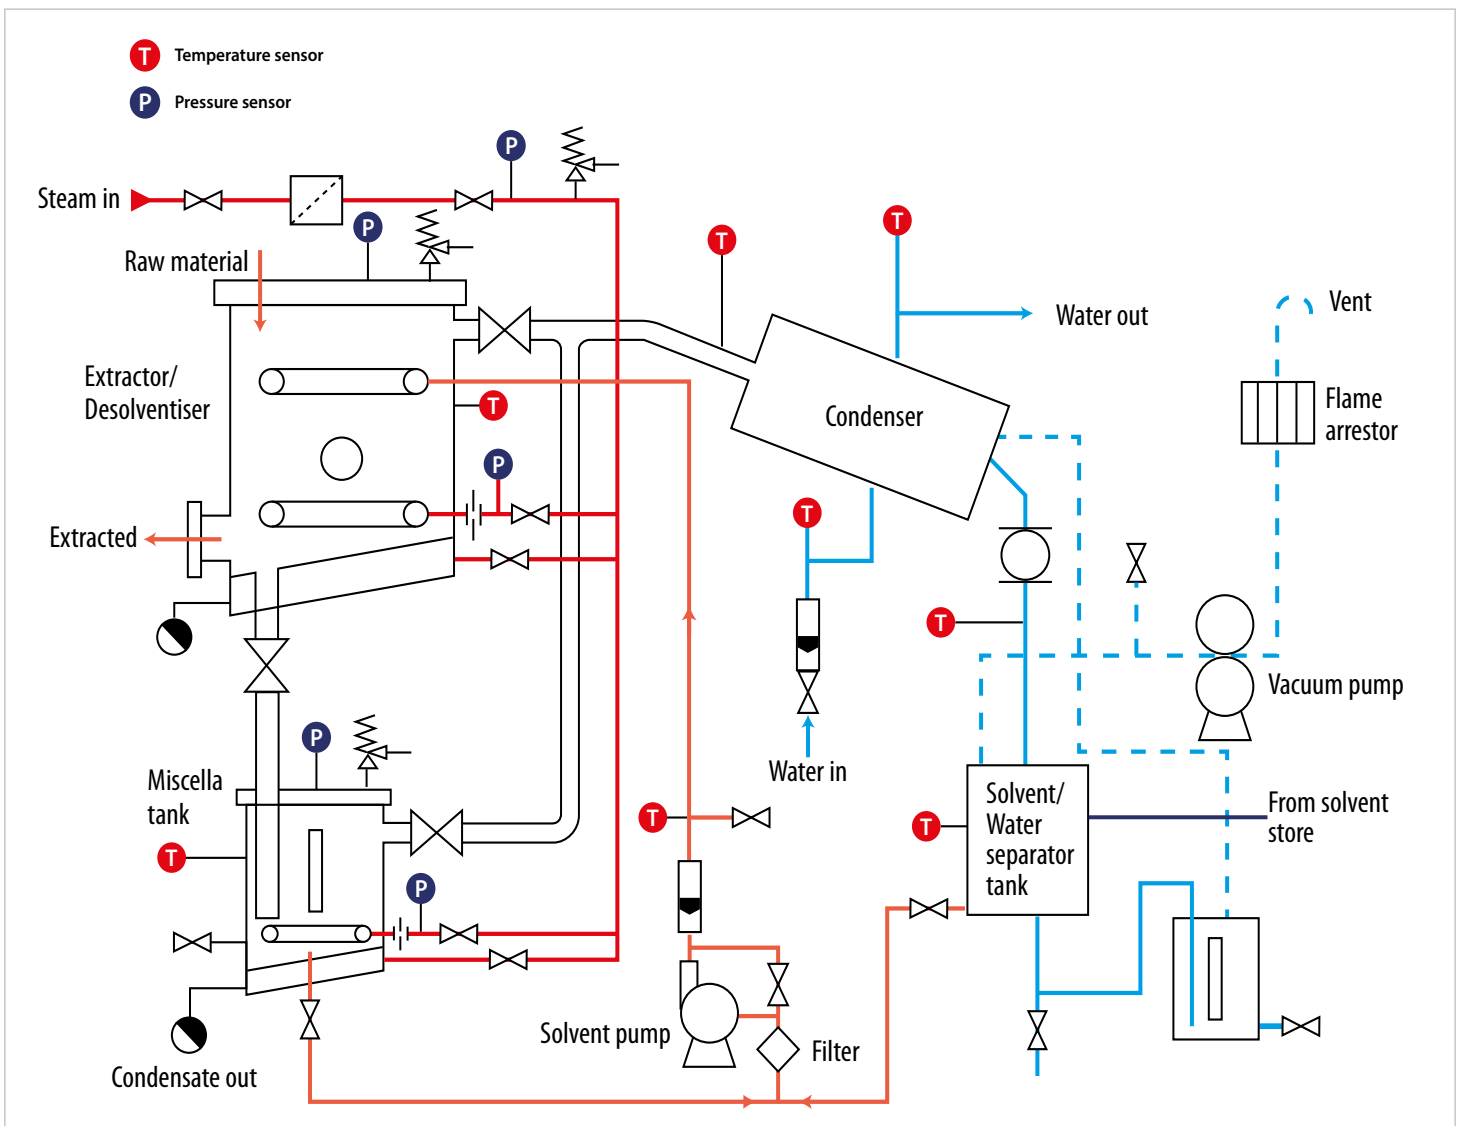 T Temperature sensor
P Pressure sensor
P
Steam in
P
T
T
Raw material
Vent
Water out
Extractor/
Desolventiser
T
Condenser
Flame
arrestor
P
T
Extracted
T
Vacuum pump
P
Water in
Miscella
tank
T
T
T
Solvent/
Water
separator
tank
From solvent
store
P
Solvent pump
Filter
Condensate out